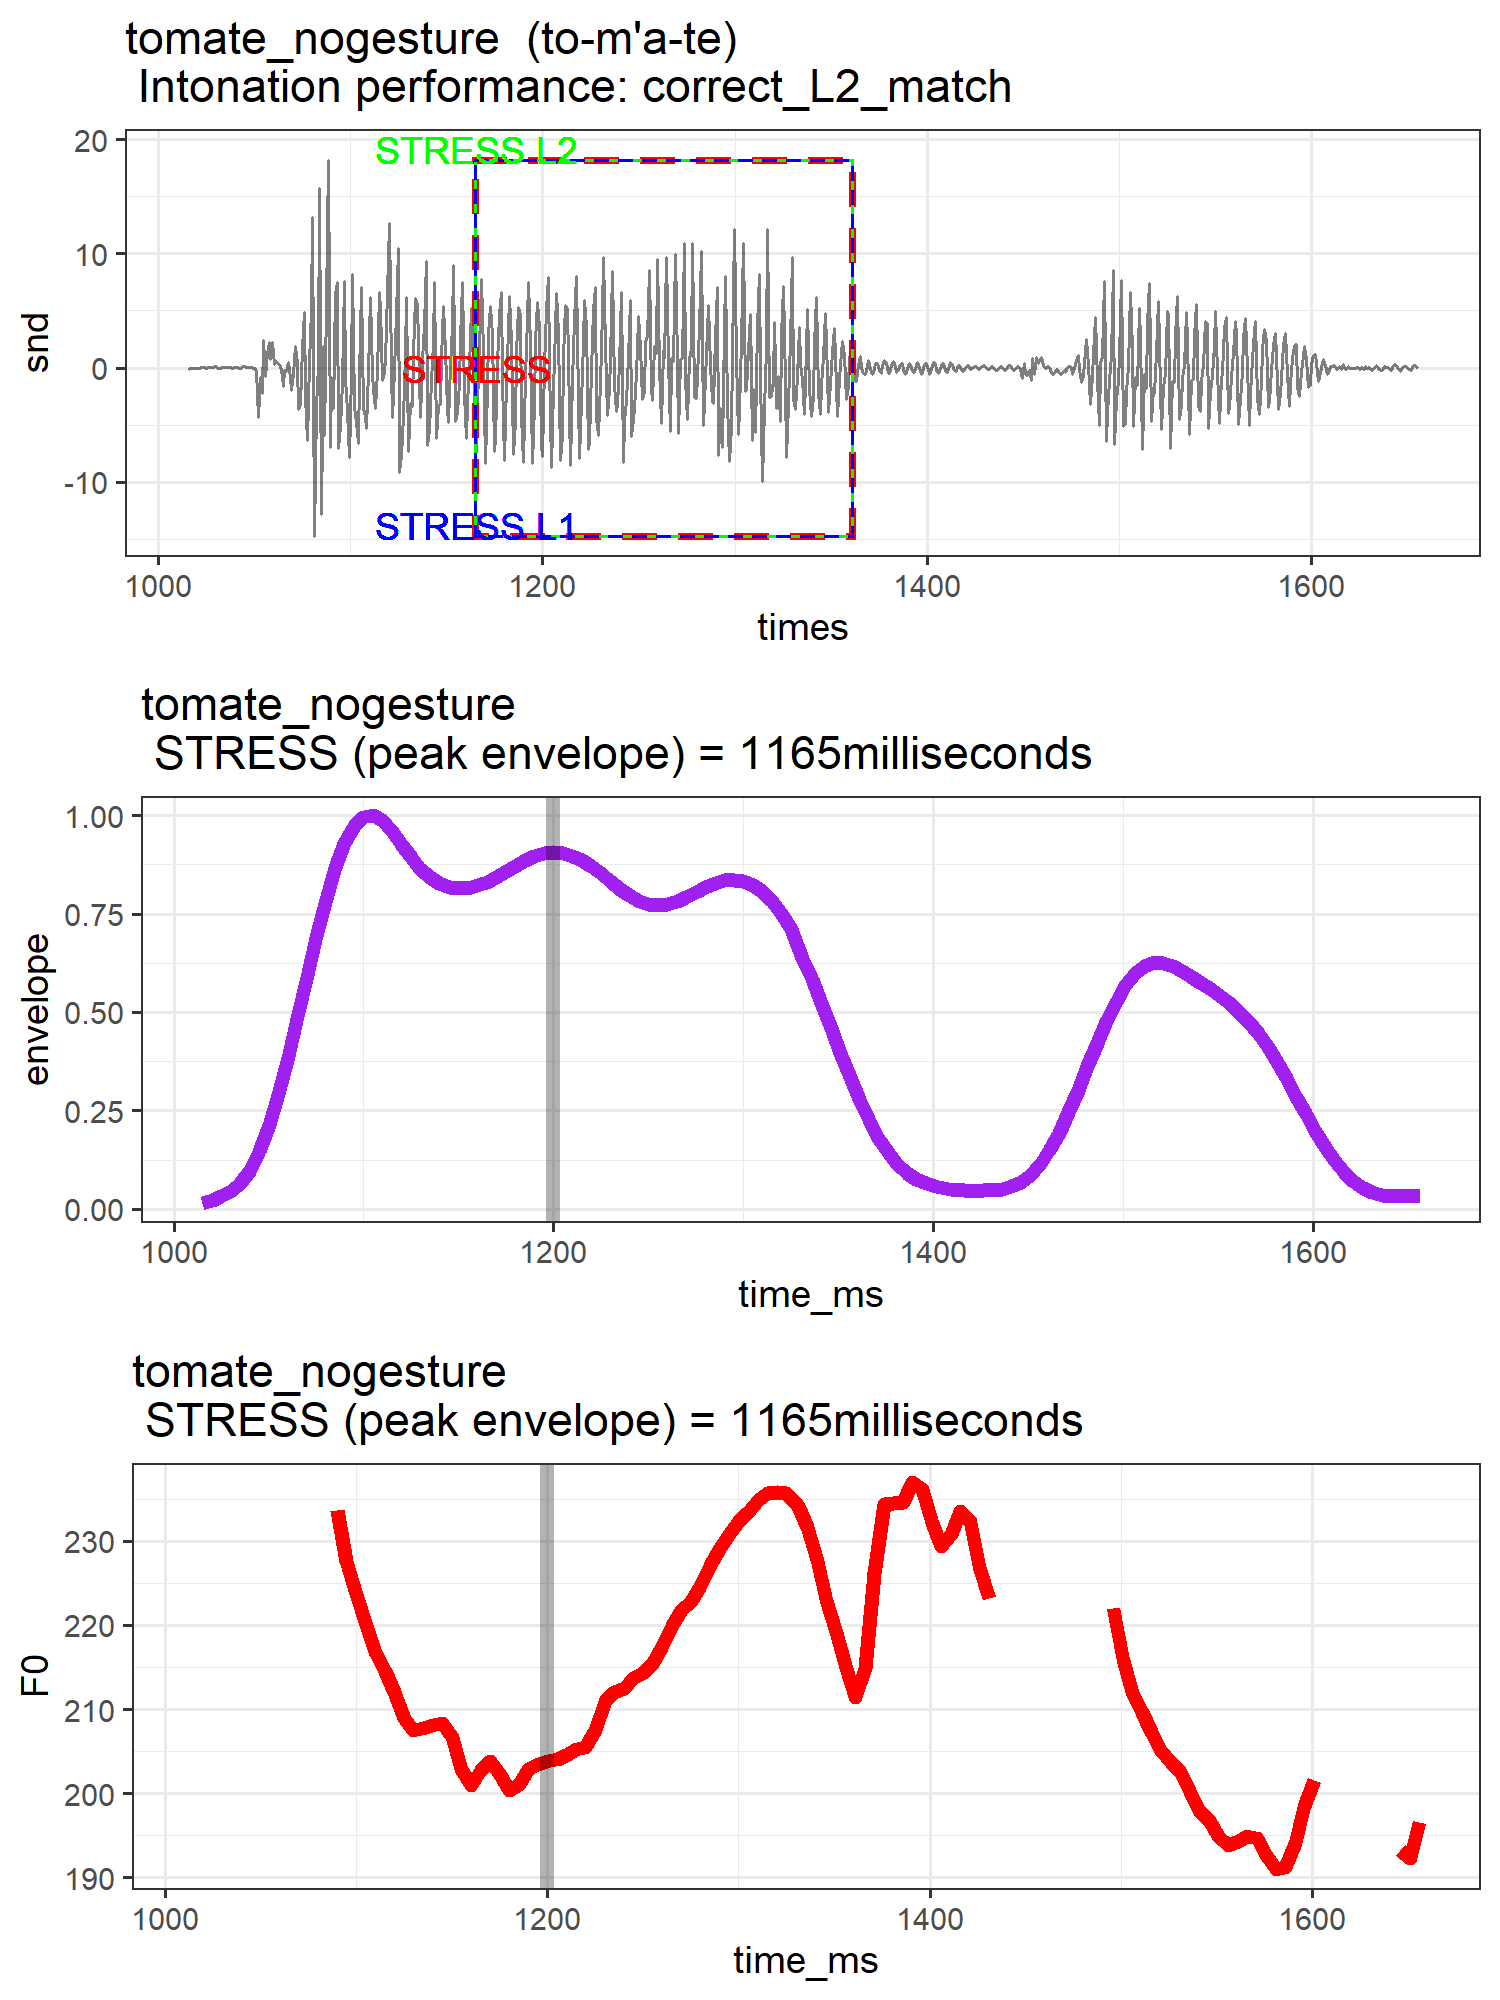 tomate_nogesture  (to-m'a-te)
Intonation performance: correct_L2_match
20
10
0
-10
snd
STRESS L2
STRESS
STRESS L1
1000 1200 1400 1600
times
tomate_nogesture
STRESS (peak envelope) = 1165milliseconds
1.00
0.75
0.50
0.25
0.00
envelope
1000 1200 1400 1600
time_ms
tomate_nogesture
STRESS (peak envelope) = 1165milliseconds
230
220
210
200
190
F0
1000 1200 1400 1600
time_ms